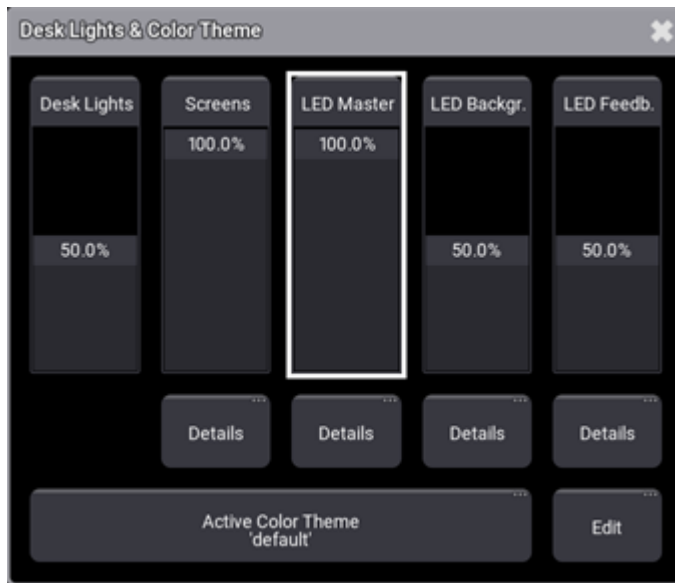 Desk Lights & Color Theme
Desk Lights
Screens
LED Master
LED Backgr.
LED Feedb.
100.0%
100.0%
50.0%
50.0%
50.0%
Details
Details
Details
Details
Active Color Theme
'default'
Edit